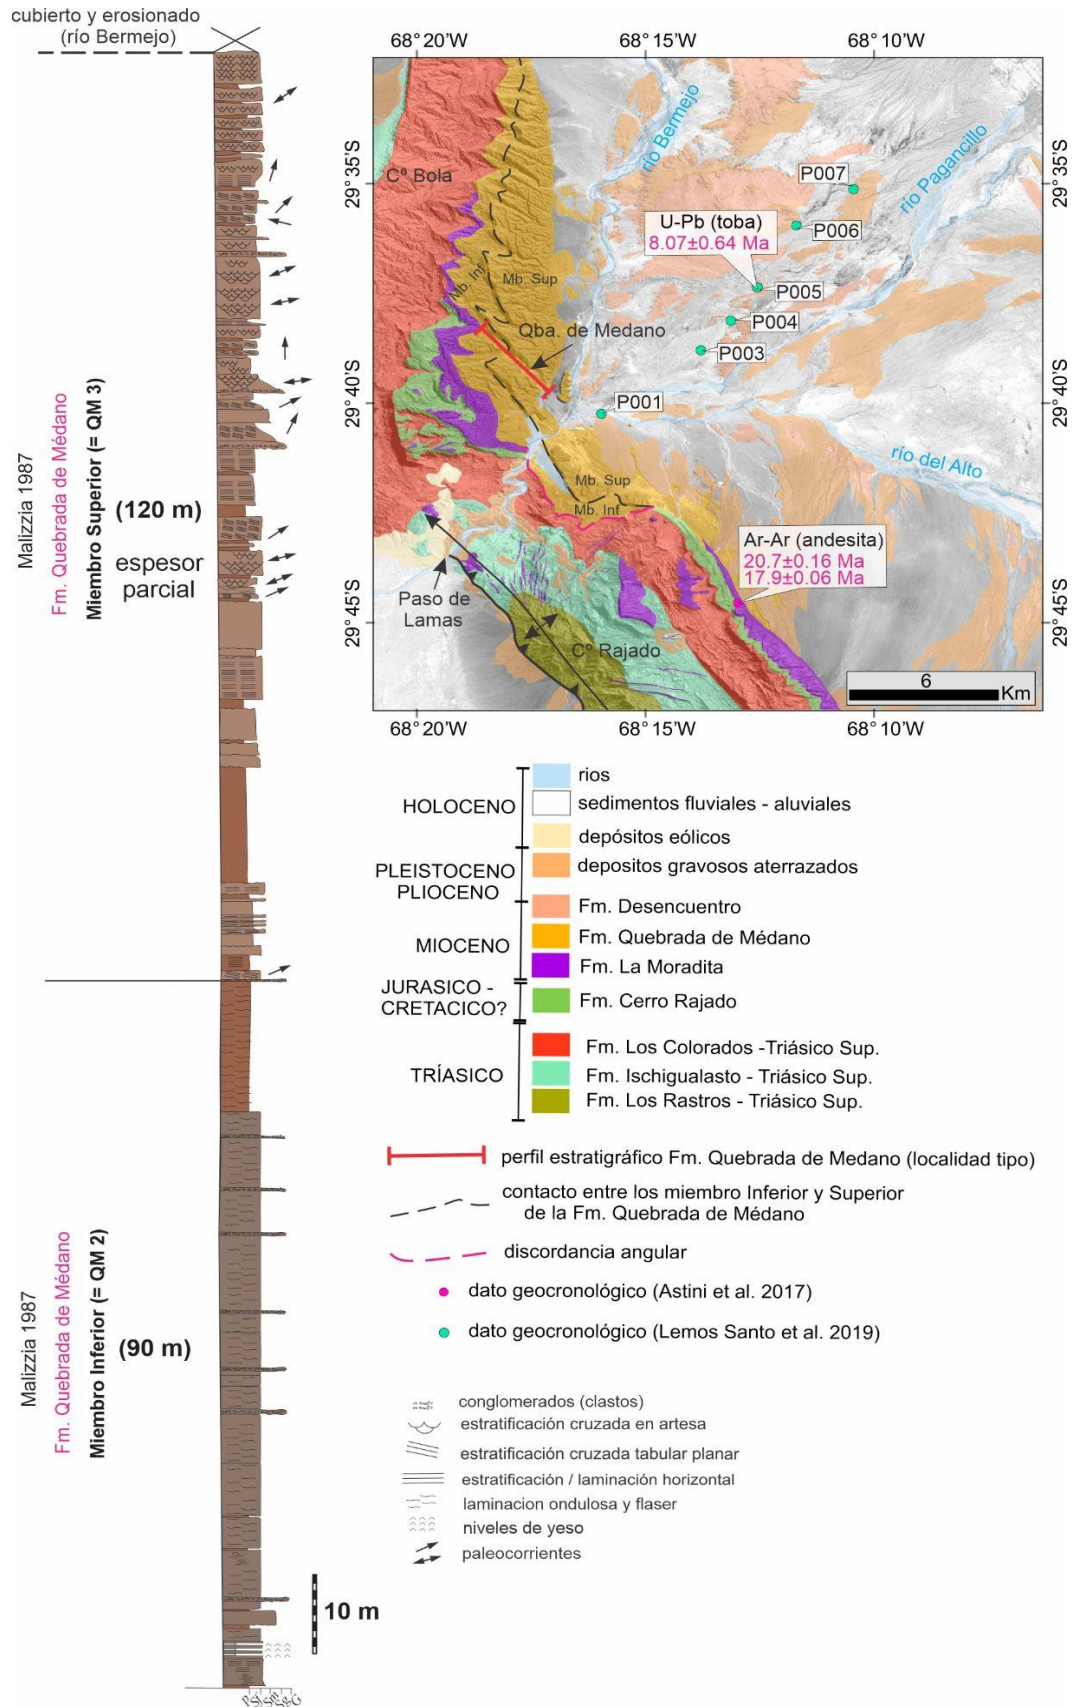 cubierto y erosionado
(río Bermejo)
Malizzia 1987
Fm. Quebrada de Médano
Miembro Superior (= QM 3)
(120 m)
espesor
parcial
Malizzia 1987
Fm. Quebrada de Médano
Miembro Inferior (= QM 2)
(90 m)
10 m
P Sf Sm Sg G
68°20'W
68°15'W
68°10'W
29°35'S
29°40'S
29°45'S
29°35'S
29°40'S
29°45'S
Cº Bola
río Bermejo
río Pagancillo
P007
P006
U-Pb (toba)
8.07±0.64 Ma
P005
P004
P003
P001
Mb. Inf
Mb. Sup
Qba. de Medano
río del Alto
Mb. Sup
Mb. Inf
Ar-Ar (andesita)
20.7±0.16 Ma
17.9±0.06 Ma
Paso de
Lamas
Cº Rajado
6
Km
68°20'W
68°15'W
68°10'W
HOLOCENO
rios
sedimentos fluviales - aluviales
depósitos eólicos
PLEISTOCENO
PLIOCENO
depositos gravosos aterrazados
MIOCENO
Fm. Desencuentro
Fm. Quebrada de Médano
Fm. La Moradita
JURASICO -
CRETACICO?
Fm. Cerro Rajado
TRÍASICO
Fm. Los Colorados -Triásico Sup.
Fm. Ischigualasto - Triásico Sup.
Fm. Los Rastros - Triásico Sup.
perfil estratigráfico Fm. Quebrada de Medano (localidad tipo)
contacto entre los miembro Inferior y Superior
de la Fm. Quebrada de Médano
discordancia angular
dato geocronológico (Astini et al. 2017)
dato geocronológico (Lemos Santo et al. 2019)
conglomerados (clastos)
estratificación cruzada en artesa
estratificación cruzada tabular planar
estratificación / laminación horizontal
laminacion ondulosa y flaser
niveles de yeso
paleocorrientes